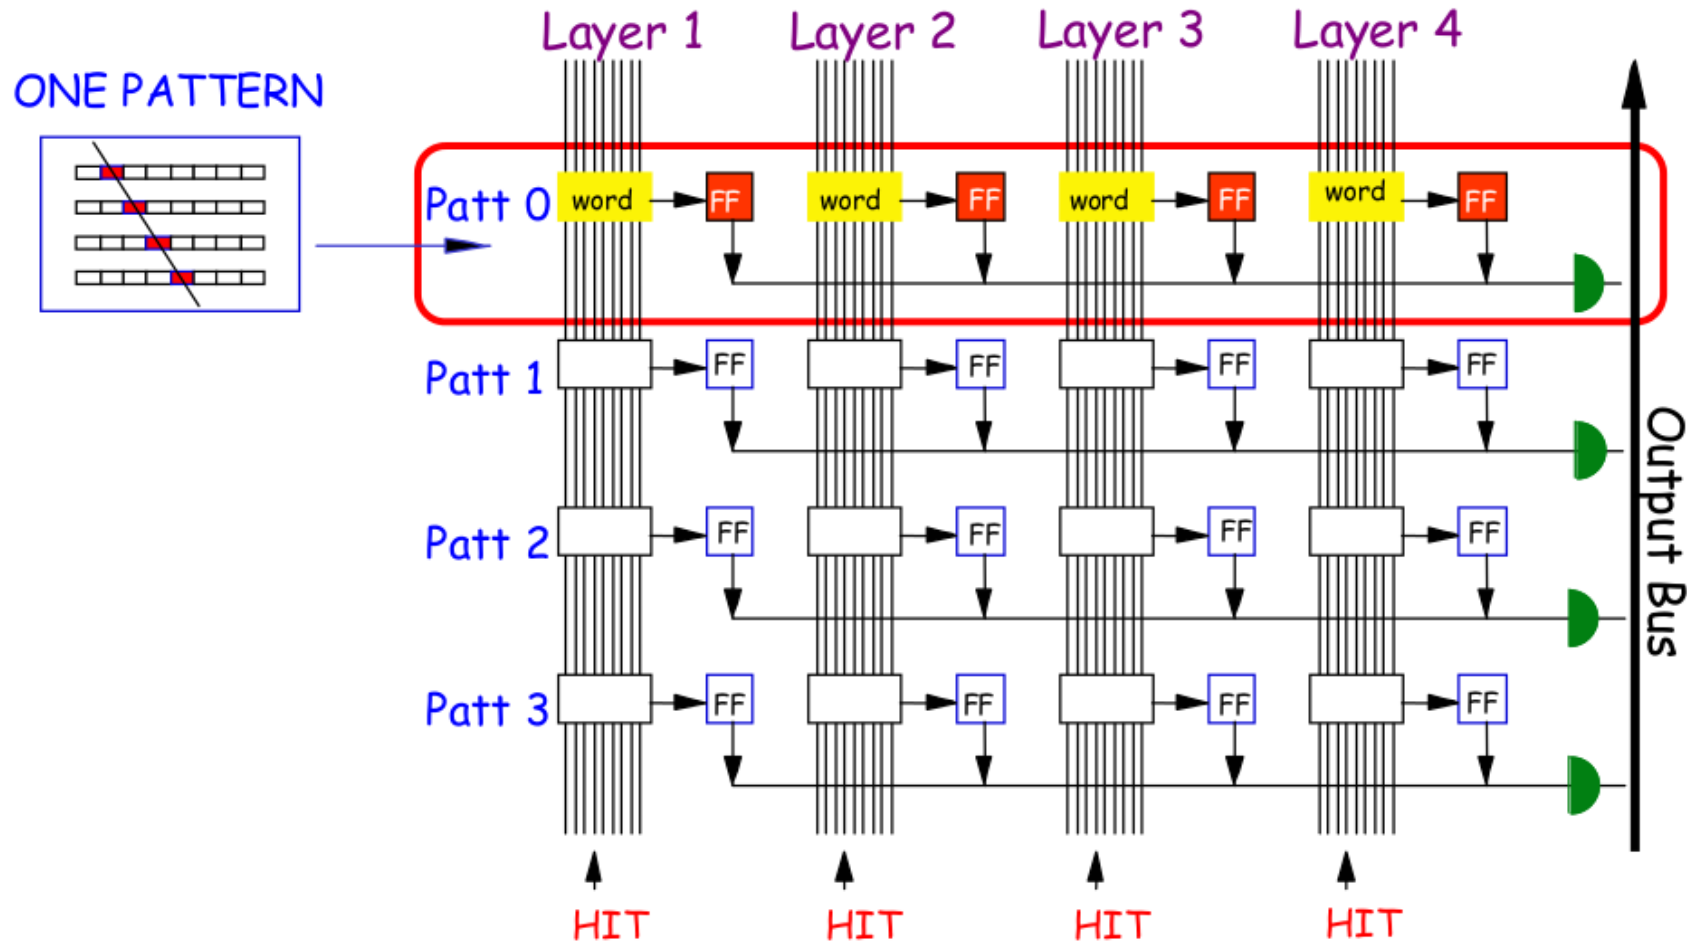 Layer 1 Layer 2 Layer 3 Layer 4
ONE PATTERN
Patt 0 word FF word FF word FF word FF
Patt 1 FF FF FF FF
Patt 2 FF FF FF FF
Patt 3 FF FF FF FF
Output Bus
HIT HIT HIT HIT